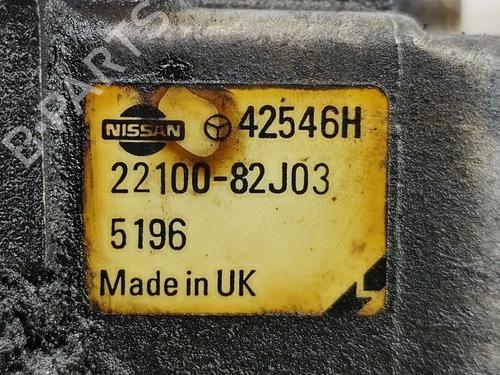 B-PARTS
NISSAN 42546H
22100-82J03
5196
Made in UK